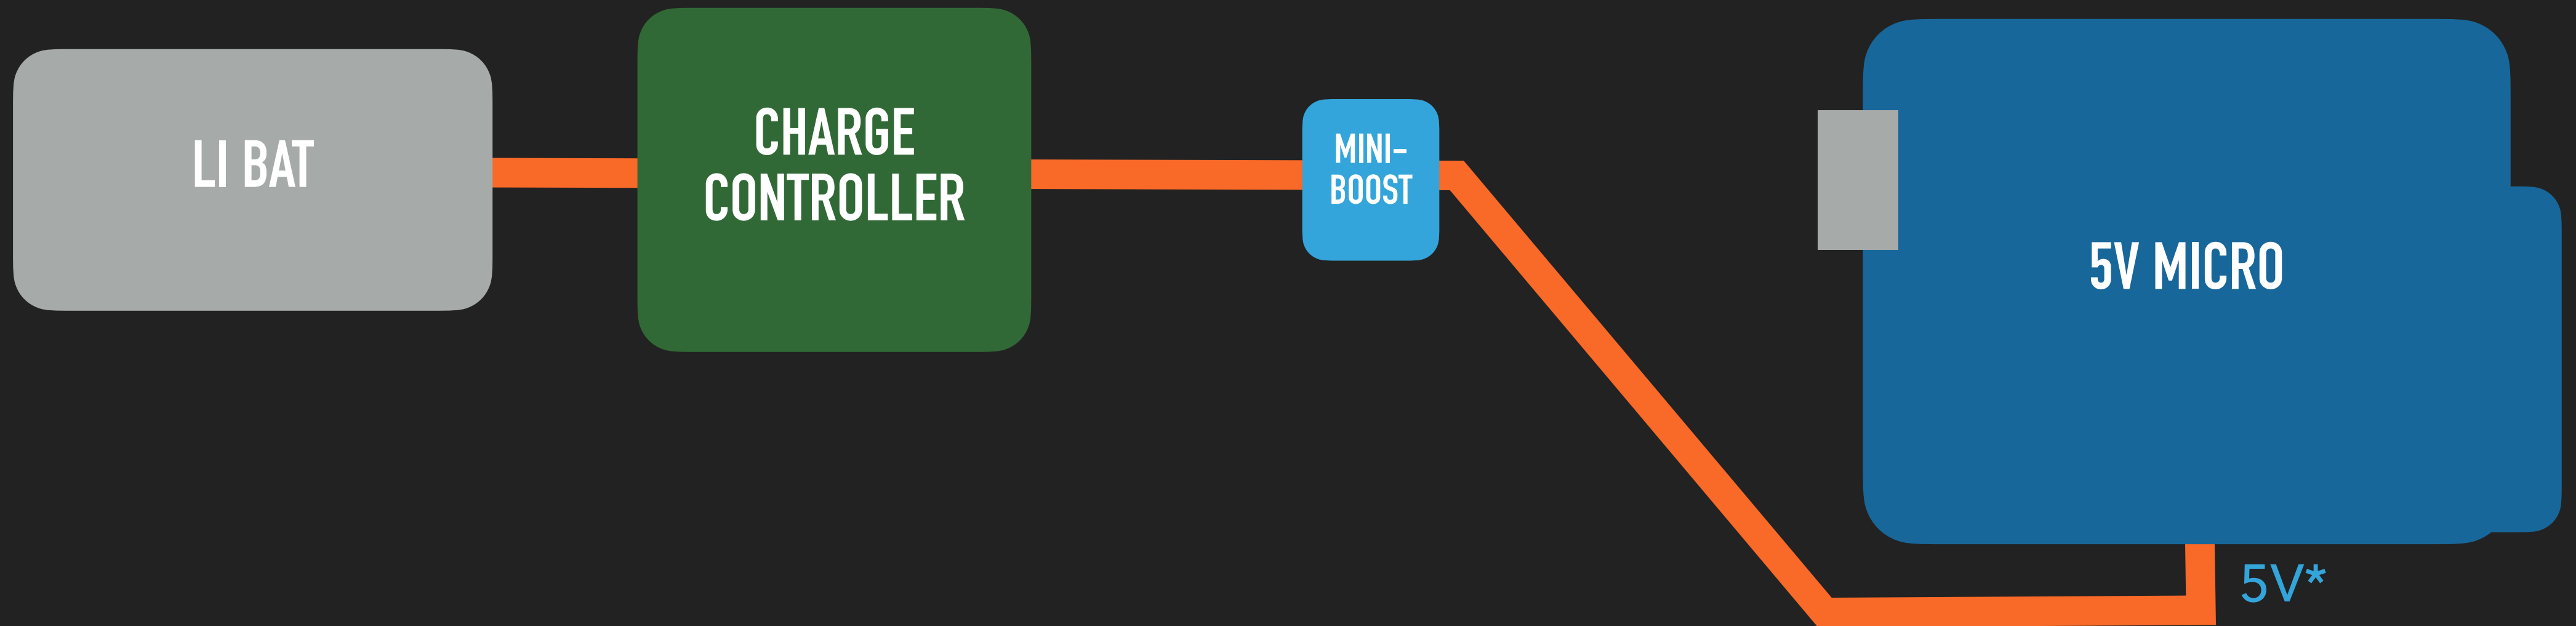 LI BAT
CHARGE
CONTROLLER
MINI-
BOOST
5V MICRO
5V*